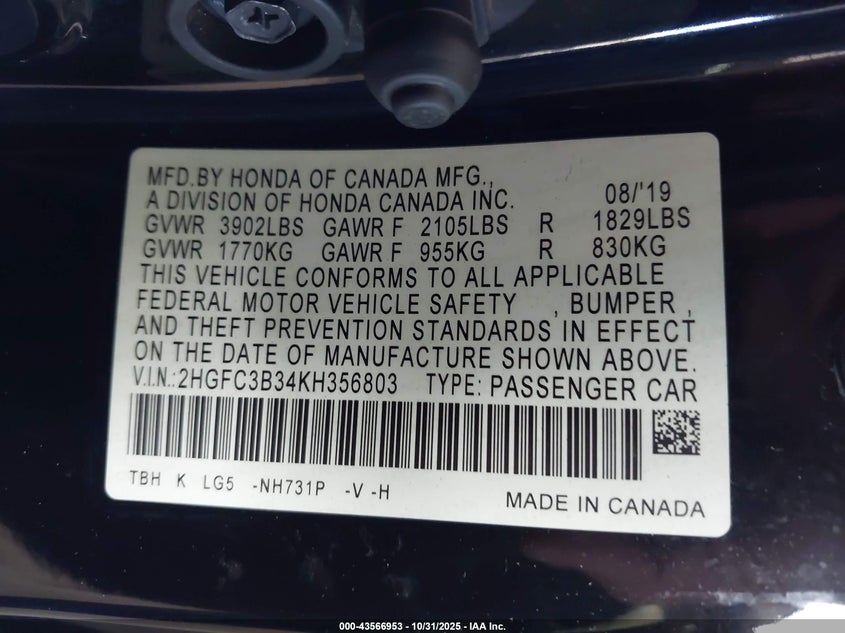 MFD.BY HONDA OF CANADA MFG.,
A DIVISION OF HONDA CANADA INC. 08/'19
GVWR 3902LBS GAWR F 2105LBS R 1829LBS
GVWR 1770KG GAWR F 955KG R 830KG
THIS VEHICLE CONFORMS TO ALL APPLICABLE
FEDERAL MOTOR VEHICLE SAFETY , BUMPER ,
AND THEFT PREVENTION STANDARDS IN EFFECT
ON THE DATE OF MANUFACTURE SHOWN ABOVE.
V.I.N.:2HGFC3B34KH356803 TYPE: PASSENGER CAR
TBH K LG5 -NH731P -V -H
MADE IN CANADA
000-43566953 - 10/31/2025 - IAA Inc.